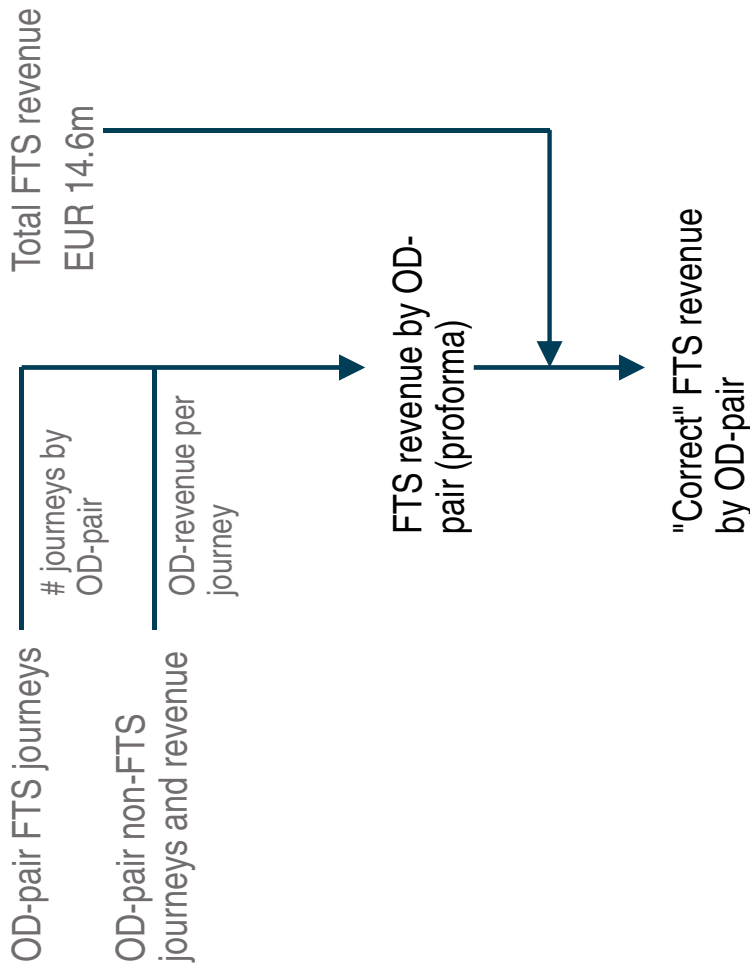 OD-pair FTS journeys
# journeys by
OD-pair
OD-pair non-FTS
journeys and revenue
OD-revenue per
journey
Total FTS revenue
EUR 14.6m
FTS revenue by OD-
pair (proforma)
"Correct" FTS revenue
by OD-pair